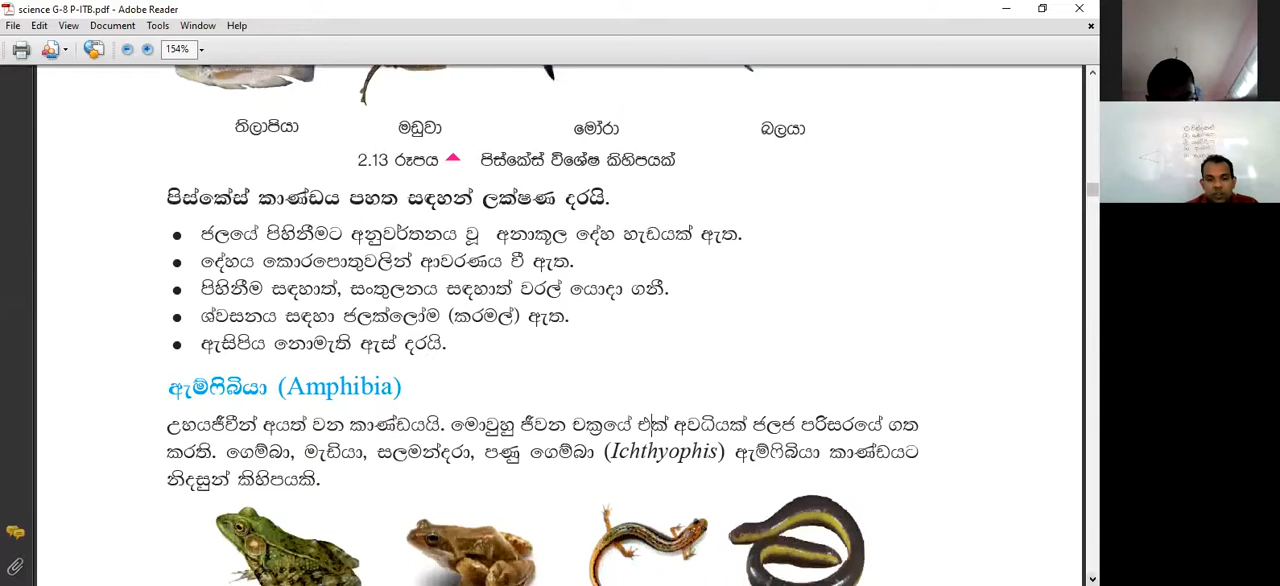 science G-8 P-ITB.pdf - Adobe Reader
File Edit View Document Tools Window Help
154%
තිලාපියා මඩුවා මෝරා බලයා
2.13 රූපය පිස්කේස් විශේෂ කිහිපයක්
පිස්කේස් කාණ්ඩය පහත සඳහන් ලක්ෂණ දරයි.
• ජලයේ පිහිනීමට අනුවර්තනය වූ අනාකූල දේහ හැඩයක් ඇත.
• දේහය කොරපොතුවලින් ආවරණය වී ඇත.
• පිහිනීම සඳහාත්, සංතුලනය සඳහාත් වරල් යොදා ගනී.
• ශ්වසනය සඳහා ජලක්ලෝම (කරමල්) ඇත.
• ඇසිපිය නොමැති ඇස් දරයි.
ඇම්ෆිබියා (Amphibia)
උභයජීවීන් අයත් වන කාණ්ඩයයි. මොවුහු ජීවන චක්‍රයේ එක් අවධියක් ජලජ පරිසරයේ ගත
කරති. ගෙම්බා, මැඩියා, සලමන්දරා, පණු ගෙම්බා (Ichthyophis) ඇම්ෆිබියා කාණ්ඩයට
නිදසුන් කිහිපයකි.